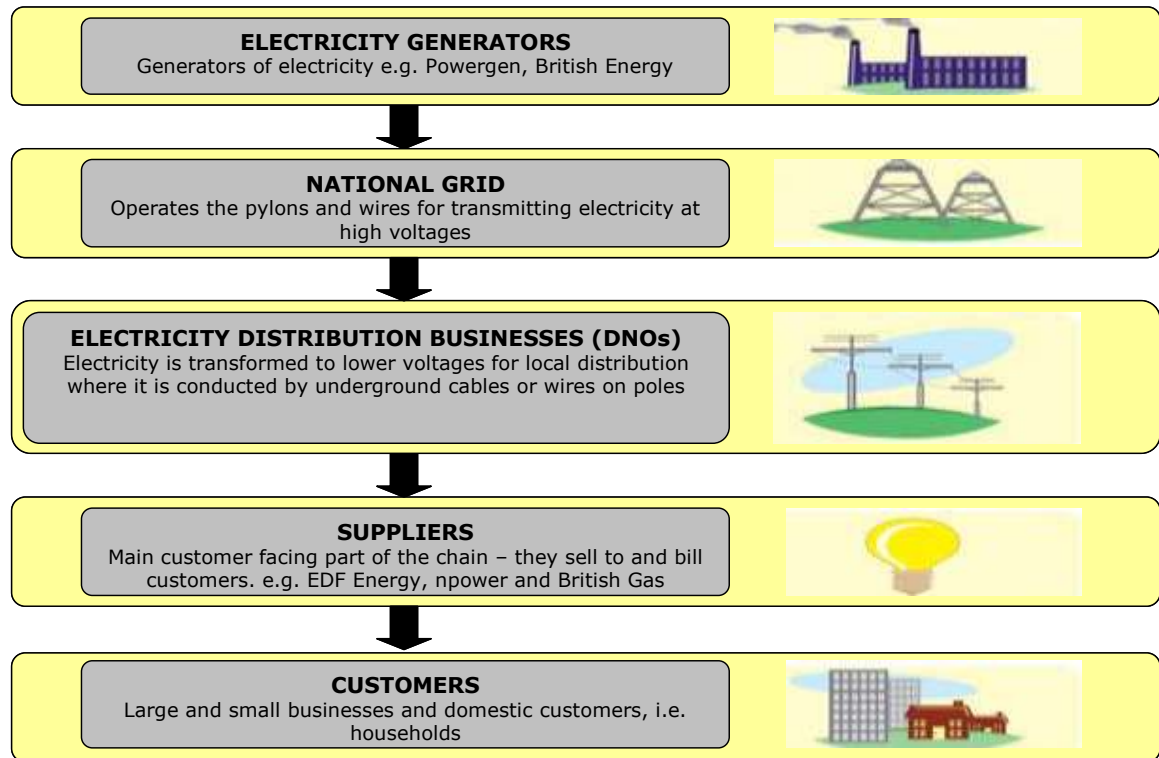 ELECTRICITY GENERATORS
Generators of electricity e.g. Powergen, British Energy
NATIONAL GRID
Operates the pylons and wires for transmitting electricity at
high voltages
ELECTRICITY DISTRIBUTION BUSINESSES (DNOs)
Electricity is transformed to lower voltages for local distribution
where it is conducted by underground cables or wires on poles
SUPPLIERS
Main customer facing part of the chain – they sell to and bill
customers. e.g. EDF Energy, npower and British Gas
CUSTOMERS
Large and small businesses and domestic customers, i.e.
households